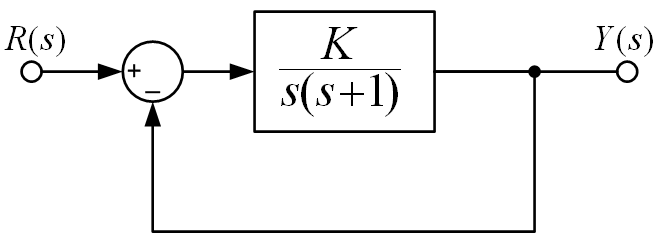 R(s)
Y(s)
+
−
K
s(s+1)